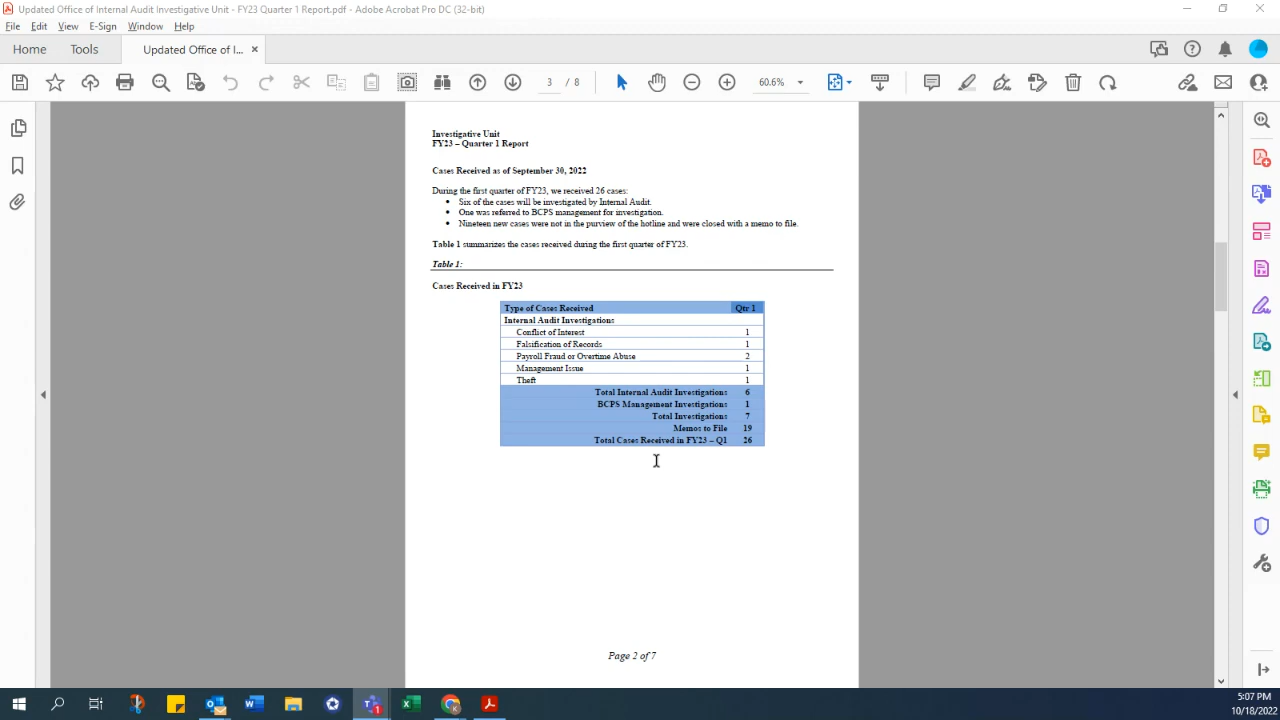 Updated Office of Internal Audit Investigative Unit - FY23 Quarter 1 Report.pdf - Adobe Acrobat Pro DC (32-bit)
File Edit View E-Sign Window Help
Home Tools Updated Office of I... ×
3 / 8 60.6%
Investigative Unit
FY23 – Quarter 1 Report
Cases Received as of September 30, 2022
During the first quarter of FY23, we received 26 cases:
• Six of the cases will be investigated by Internal Audit.
• One was referred to BCPS management for investigation.
• Nineteen new cases were not in the purview of the hotline and were closed with a memo to file.
Table 1 summarizes the cases received during the first quarter of FY23.
Table 1:
Cases Received in FY23
Type of Cases Received Qtr 1
Internal Audit Investigations
Conflict of Interest 1
Falsification of Records 1
Payroll Fraud or Overtime Abuse 2
Management Issue 1
Theft 1
Total Internal Audit Investigations 6
BCPS Management Investigations 1
Total Investigations 7
Memos to File 19
Total Cases Received in FY23 – Q1 26
Page 2 of 7
5:07 PM
10/18/2022